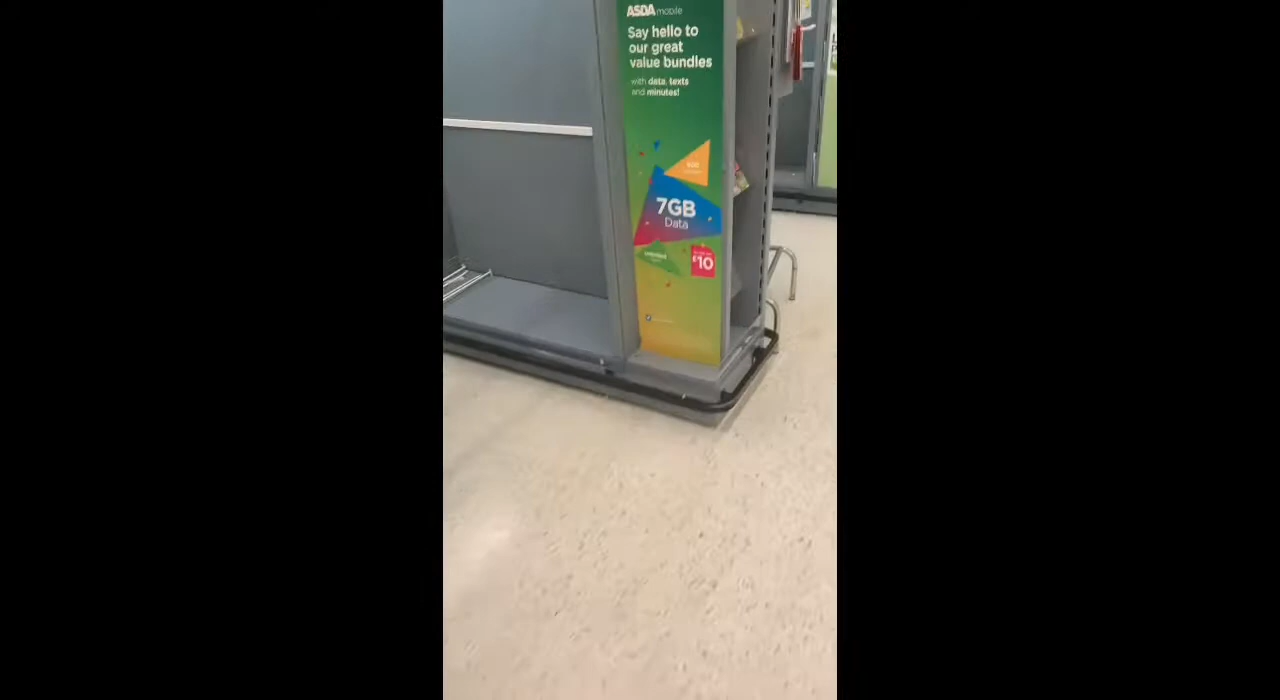 ASDA mobile
Say hello to
our great
value bundles
with data, texts
and minutes!
7GB
Data
£10